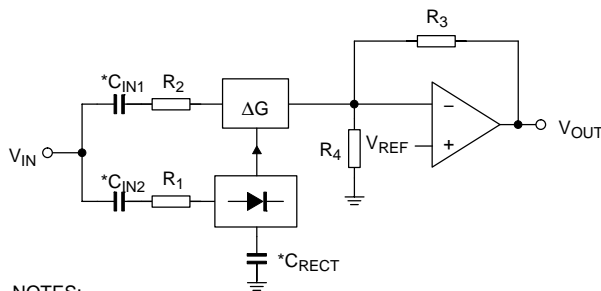 R3
*CIN1
R2
ΔG
−
VIN
R4
VREF
+
VOUT
*CIN2
R1
*CRECT
NOTES: